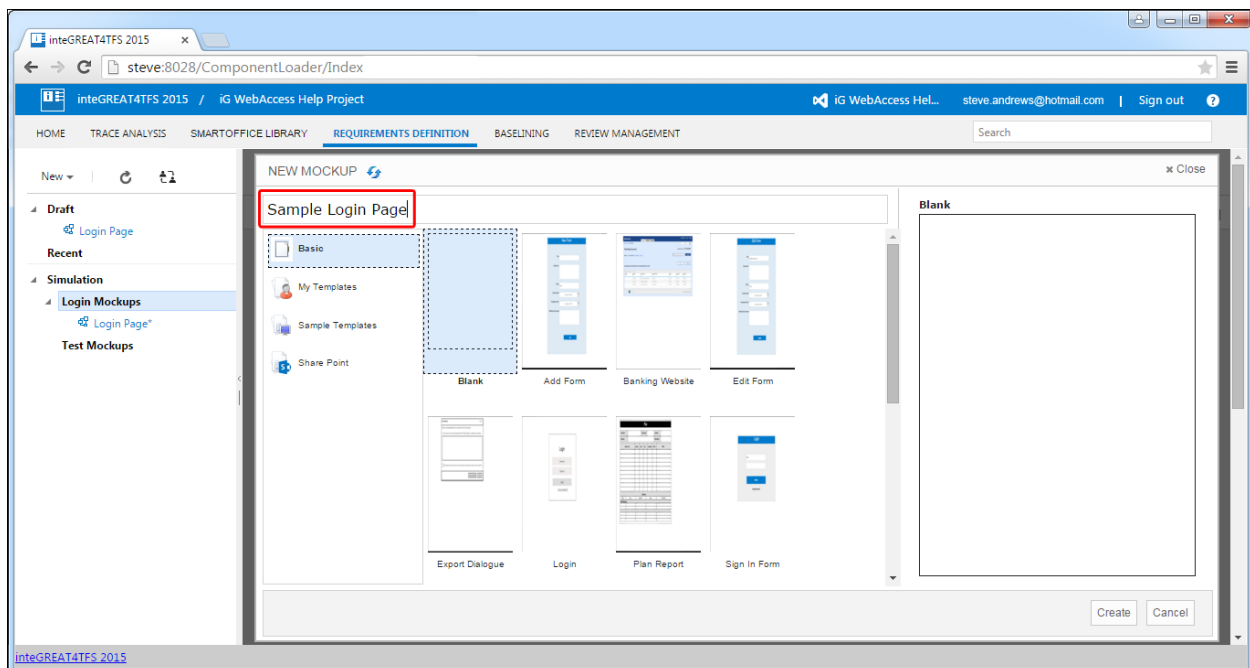 inteGREAT4TFS 2015
steve:8028/ComponentLoader/Index
inteGREAT4TFS 2015 / iG WebAccess Help Project
iG WebAccess Hel... steve.andrews@hotmail.com | Sign out
HOME TRACE ANALYSIS SMARTOFFICE LIBRARY REQUIREMENTS DEFINITION BASELINING REVIEW MANAGEMENT Search
New
Draft
Login Page
Recent
Simulation
Login Mockups
Login Page*
Test Mockups
NEW MOCKUP
Close
Sample Login Page
Basic
My Templates
Sample Templates
Share Point
Blank Add Form Banking Website Edit Form
Export Dialogue Login Plan Report Sign In Form
Blank
Create Cancel
inteGREAT4TFS 2015